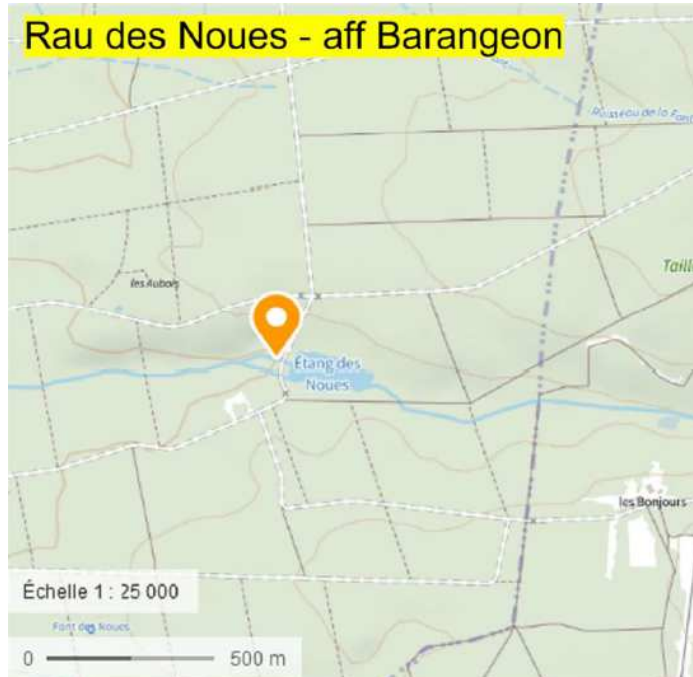 Rau des Noues - aff Barangeon
Ruisseau de la Font
Taill
les Aubois
Étang des
Noues
les Bonjours
Échelle 1 : 25 000
Font des Noues
0 500 m